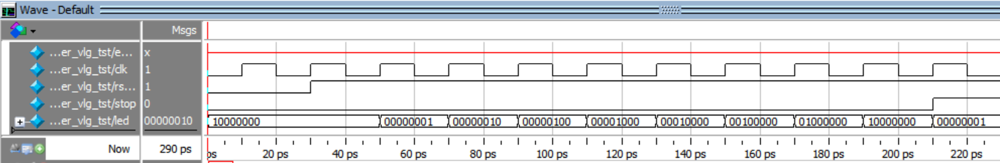 Wave - Default
Msgs
...er_vlg_tst/e... x
...er_vlg_tst/clk 1
...er_vlg_tst/rs... 1
...er_vlg_tst/stop 0
...er_vlg_tst/led 00000010 10000000 00000001 00000010 00000100 00001000 00010000 00100000 01000000 10000000 00000001
Now 290 ps ps 20 ps 40 ps 60 ps 80 ps 100 ps 120 ps 140 ps 160 ps 180 ps 200 ps 220 ps